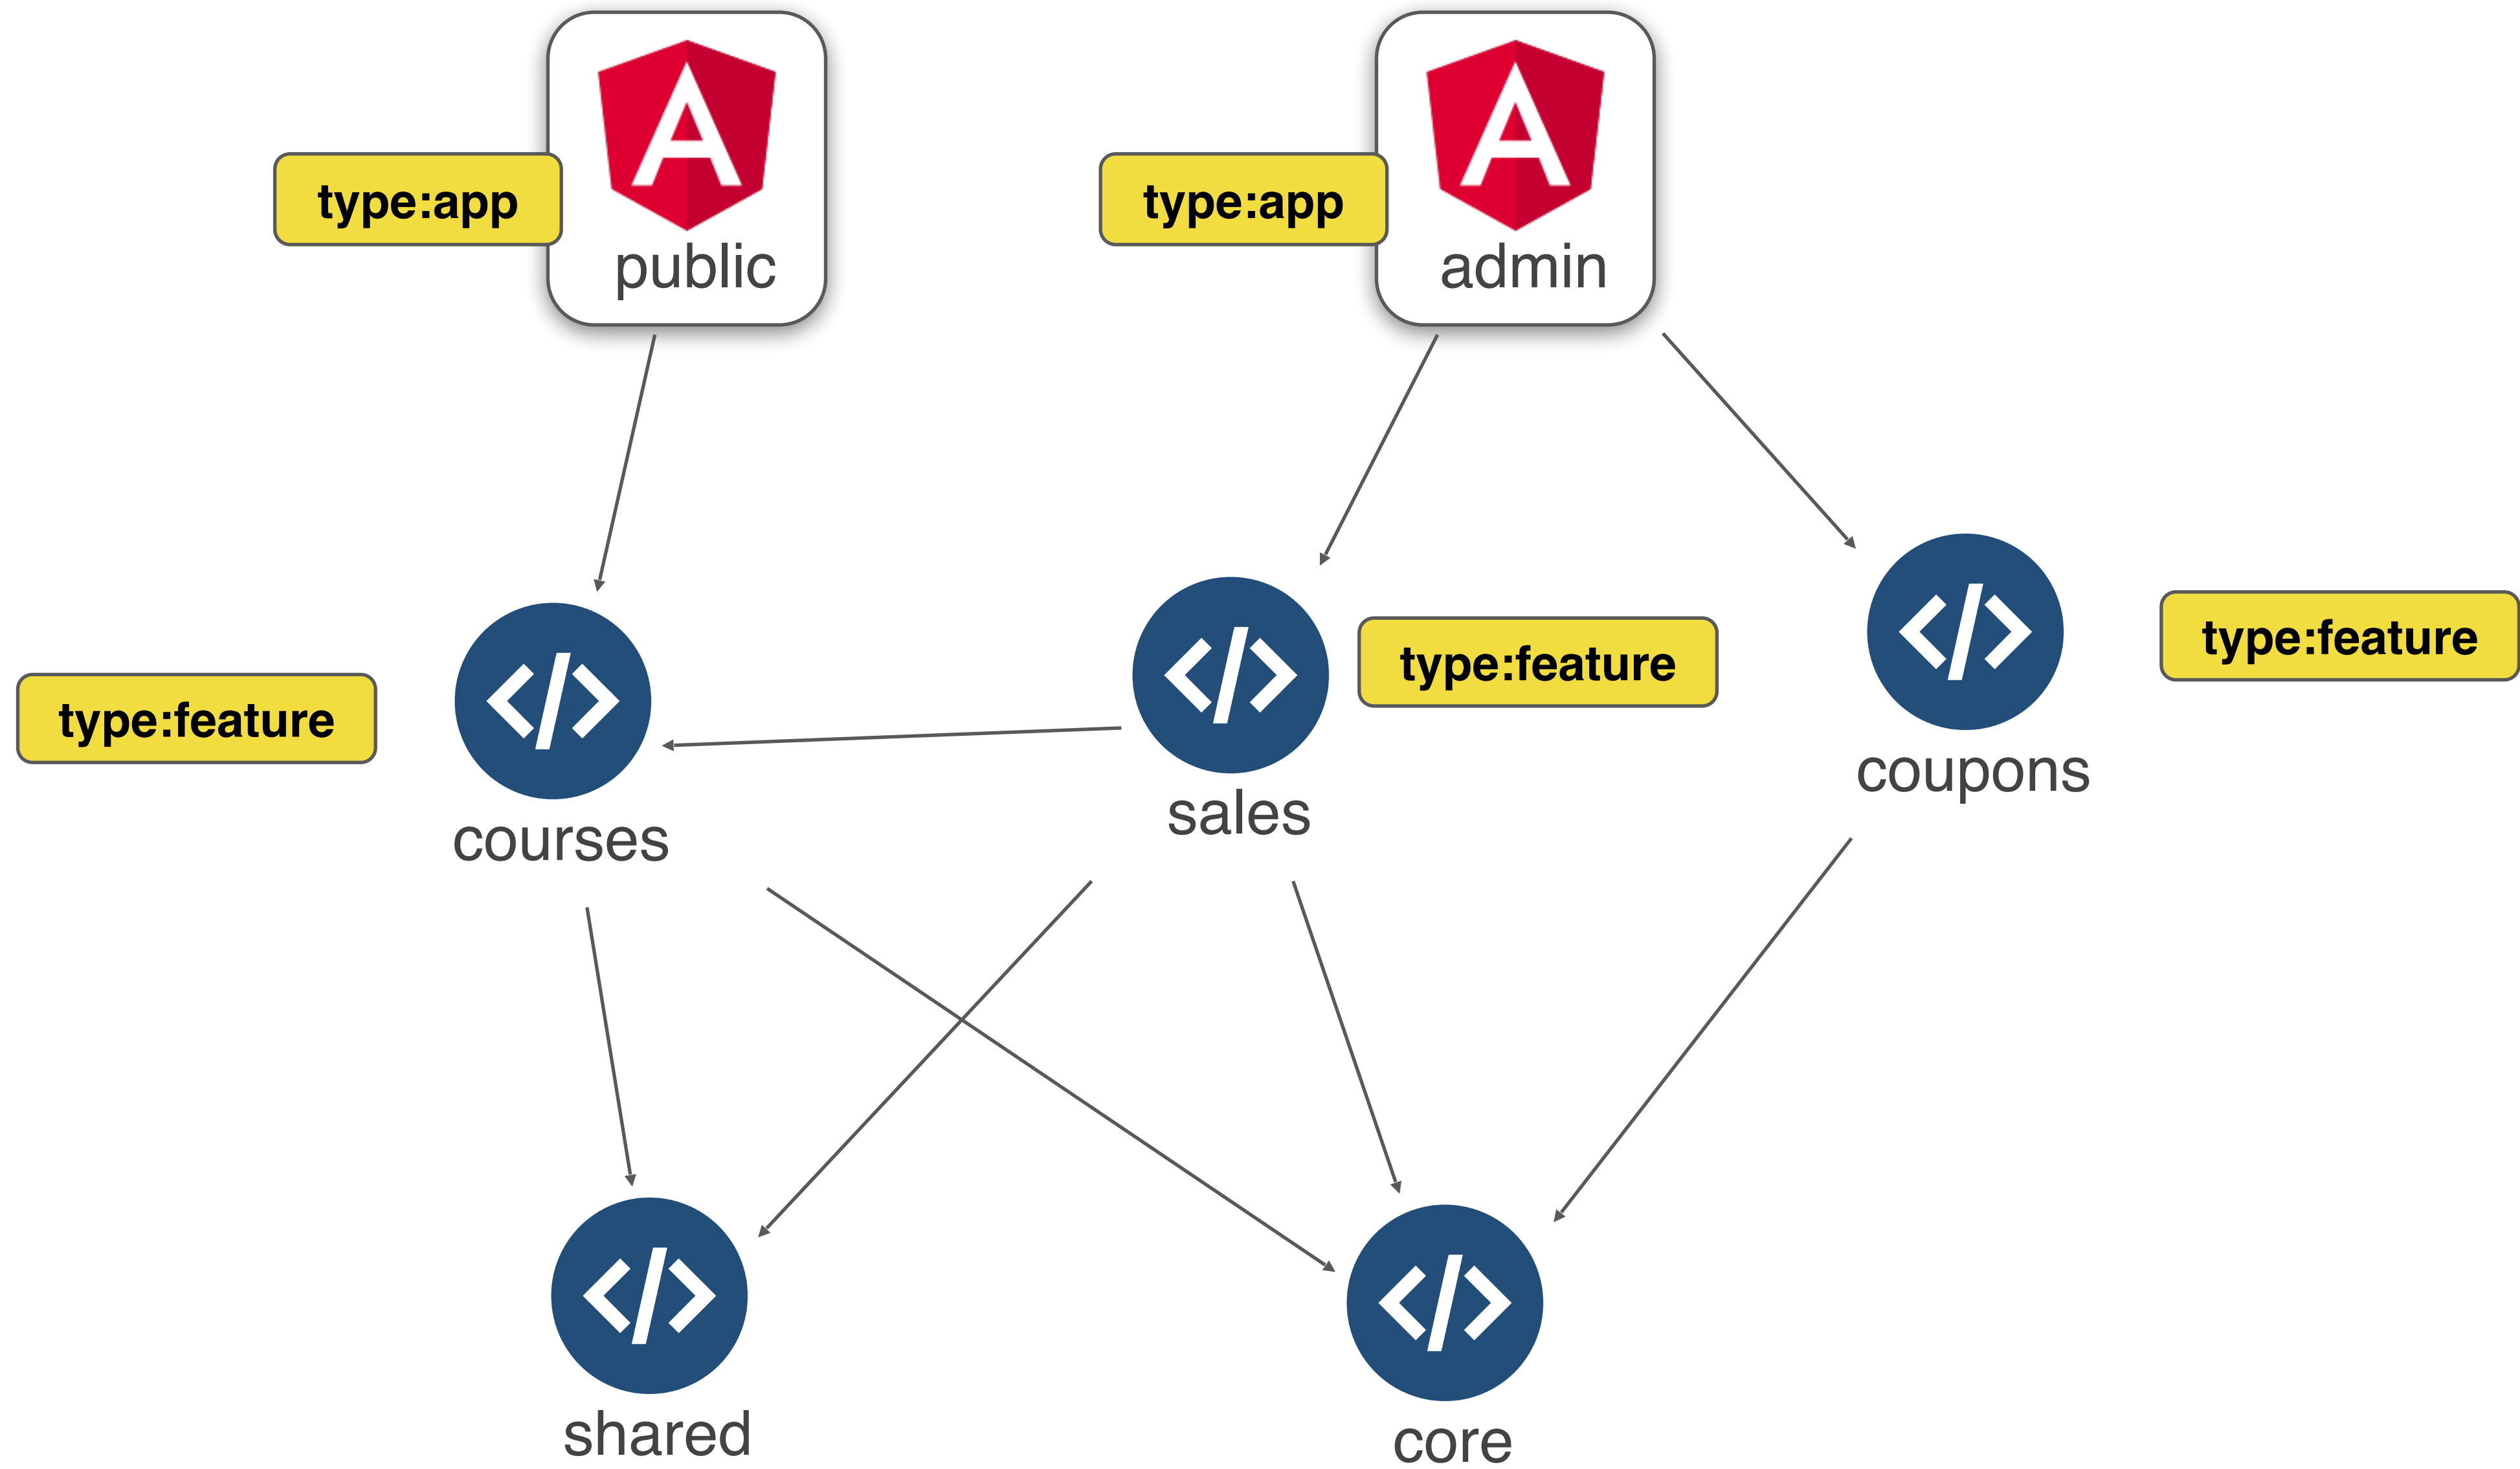 type:app
public
type:app
admin
type:feature
courses
sales
type:feature
coupons
type:feature
shared
core